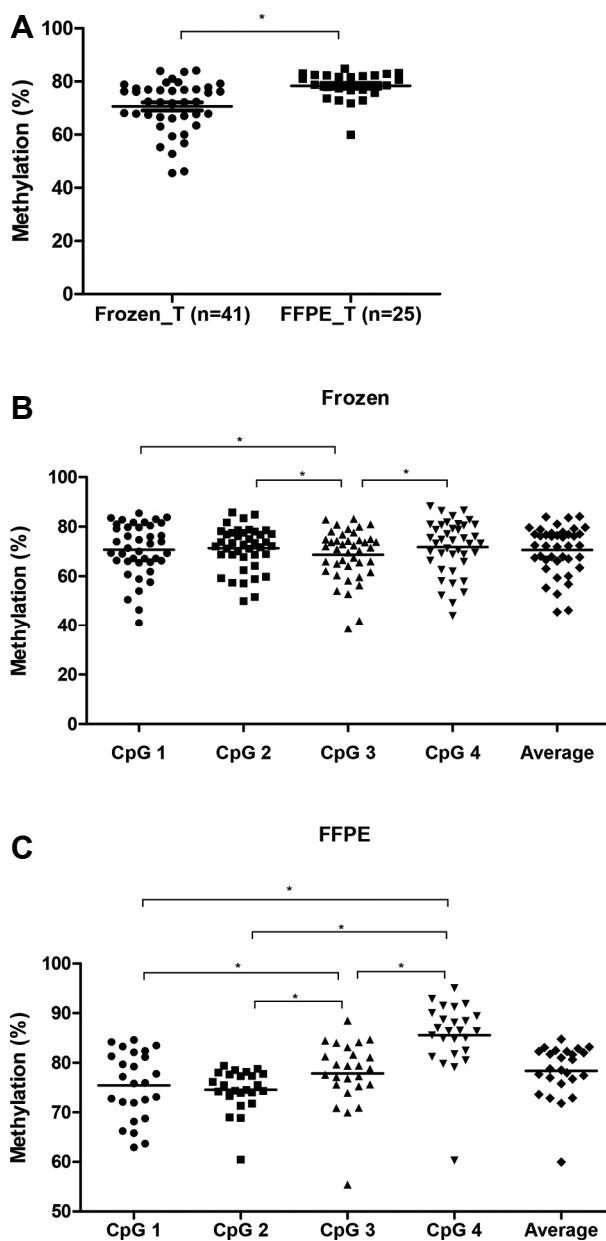 A
*
Methylation (%)
100
80
60
40
20
0
Frozen_T (n=41) FFPE_T (n=25)
B
Frozen
*
* *
Methylation (%)
100
80
60
40
20
0
CpG 1 CpG 2 CpG 3 CpG 4 Average
C
FFPE
*
*
* *
*
Methylation (%)
100
90
80
70
60
50
CpG 1 CpG 2 CpG 3 CpG 4 Average